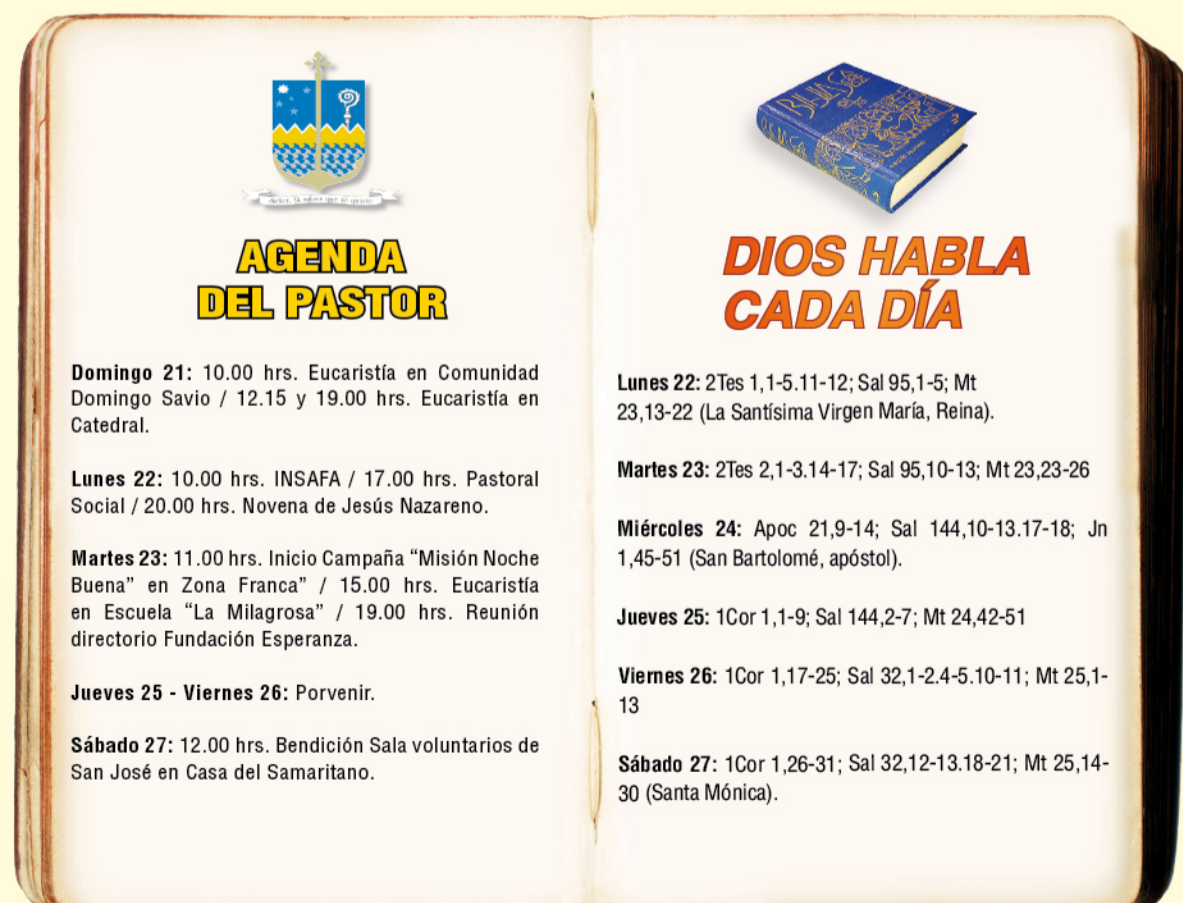 AGENDA
DEL PASTOR
Domingo 21: 10.00 hrs. Eucaristía en Comunidad
Domingo Savio / 12.15 y 19.00 hrs. Eucaristía en
Catedral.
Lunes 22: 10.00 hrs. INSAFA / 17.00 hrs. Pastoral
Social / 20.00 hrs. Novena de Jesús Nazareno.
Martes 23: 11.00 hrs. Inicio Campaña “Misión Noche
Buena” en Zona Franca” / 15.00 hrs. Eucaristía
en Escuela “La Milagrosa” / 19.00 hrs. Reunión
directorio Fundación Esperanza.
Jueves 25 - Viernes 26: Porvenir.
Sábado 27: 12.00 hrs. Bendición Sala voluntarios de
San José en Casa del Samaritano.
DIOS HABLA
CADA DÍA
Lunes 22: 2Tes 1,1-5.11-12; Sal 95,1-5; Mt
23,13-22 (La Santísima Virgen María, Reina).
Martes 23: 2Tes 2,1-3.14-17; Sal 95,10-13; Mt 23,23-26
Miércoles 24: Apoc 21,9-14; Sal 144,10-13.17-18; Jn
1,45-51 (San Bartolomé, apóstol).
Jueves 25: 1Cor 1,1-9; Sal 144,2-7; Mt 24,42-51
Viernes 26: 1Cor 1,17-25; Sal 32,1-2.4-5.10-11; Mt 25,1-
13
Sábado 27: 1Cor 1,26-31; Sal 32,12-13.18-21; Mt 25,14-
30 (Santa Mónica).